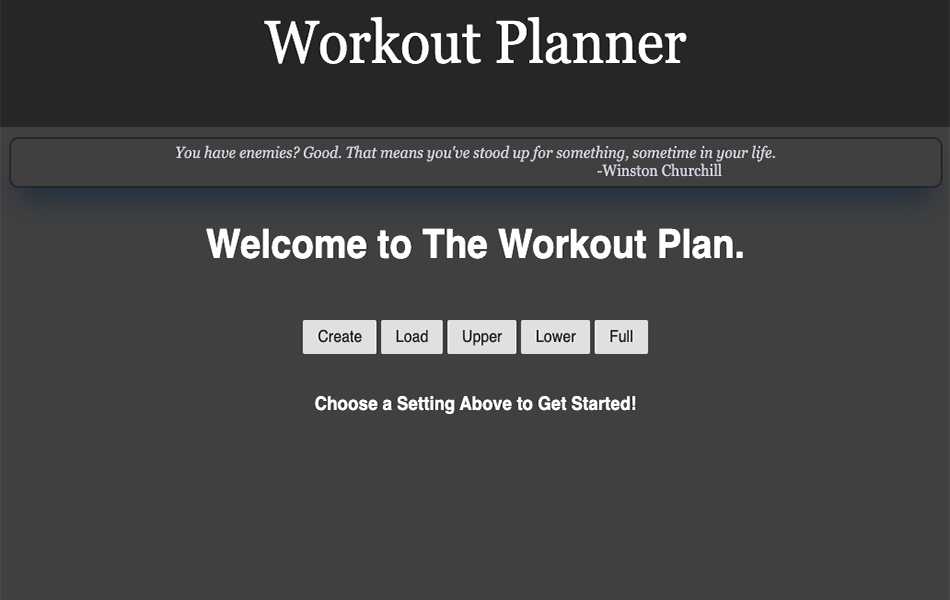 Workout Planner
You have enemies? Good. That means you've stood up for something, sometime in your life.
-Winston Churchill
Welcome to The Workout Plan.
Create Load Upper Lower Full
Choose a Setting Above to Get Started!